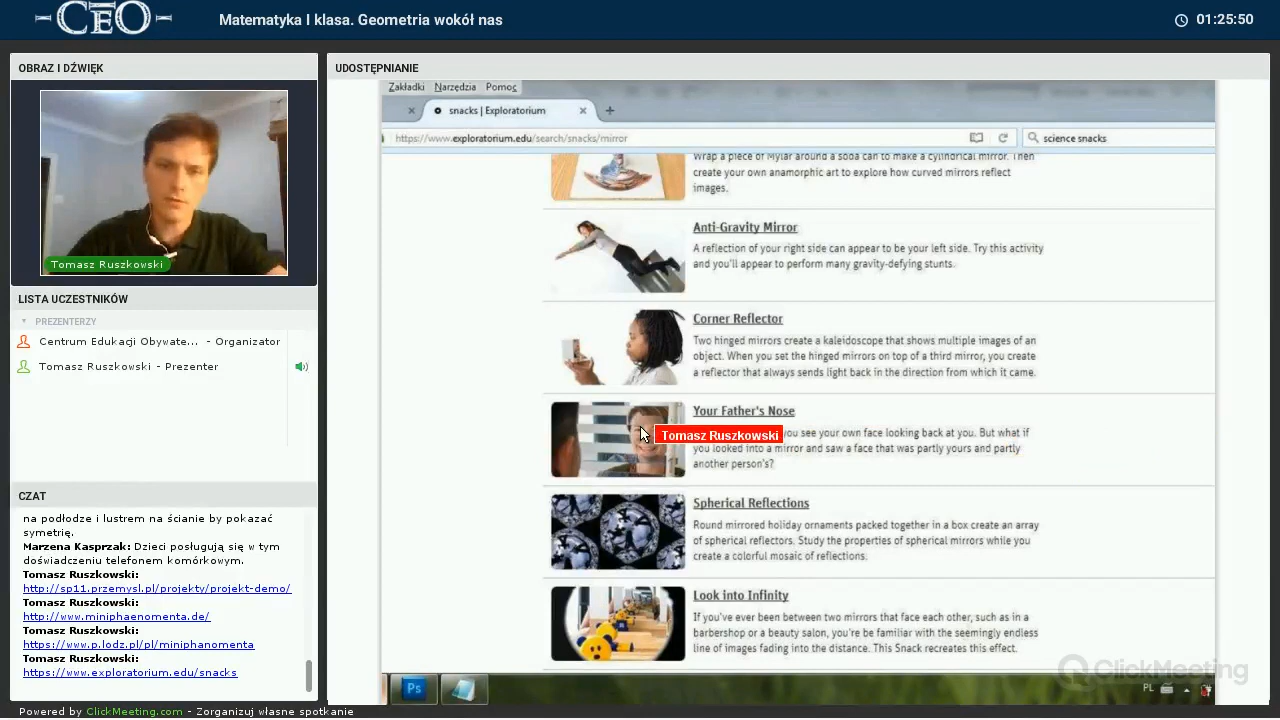 CEO
Matematyka I klasa. Geometria wokół nas
01:25:50
OBRAZ I DŹWIĘK
Tomasz Ruszkowski
LISTA UCZESTNIKÓW
PREZENTERZY
Centrum Edukacji Obywate... - Organizator
Tomasz Ruszkowski - Prezenter
CZAT
na podłodze i lustrem na ścianie by pokazać
symetrię.
Marzena Kasprzak: Dzieci posługują się w tym
doświadczeniu telefonem komórkowym.
Tomasz Ruszkowski:
http://sp11.przemysl.pl/projekty/projekt-demo/
Tomasz Ruszkowski:
http://www.miniphaenomenta.de/
Tomasz Ruszkowski:
https://www.p.lodz.pl/pl/miniphanomenta
Tomasz Ruszkowski:
https://www.exploratorium.edu/snacks
UDOSTĘPNIANIE
Zakładki Narzędzia Pomoc
snacks | Exploratorium
https://www.exploratorium.edu/search/snacks/mirror
science snacks
Wrap a piece of Mylar around a soda can to make a cylindrical mirror. Then
create your own anamorphic art to explore how curved mirrors reflect
images.
Anti-Gravity Mirror
A reflection of your right side can appear to be your left side. Try this activity
and you'll appear to perform many gravity-defying stunts.
Corner Reflector
Two hinged mirrors create a kaleidoscope that shows multiple images of an
object. When you set the hinged mirrors on top of a third mirror, you create
a reflector that always sends light back in the direction from which it came.
Your Father's Nose
Tomasz Ruszkowski
you see your own face looking back at you. But what if
you looked into a mirror and saw a face that was partly yours and partly
another person's?
Spherical Reflections
Round mirrored holiday ornaments packed together in a box create an array
of spherical reflectors. Study the properties of spherical mirrors while you
create a colorful mosaic of reflections.
Look into Infinity
If you've ever been between two mirrors that face each other, such as in a
barbershop or a beauty salon, you're be familiar with the seemingly endless
line of images fading into the distance. This Snack recreates this effect.
ClickMeeting
Ps
PL
Powered by ClickMeeting.com - Zorganizuj własne spotkanie